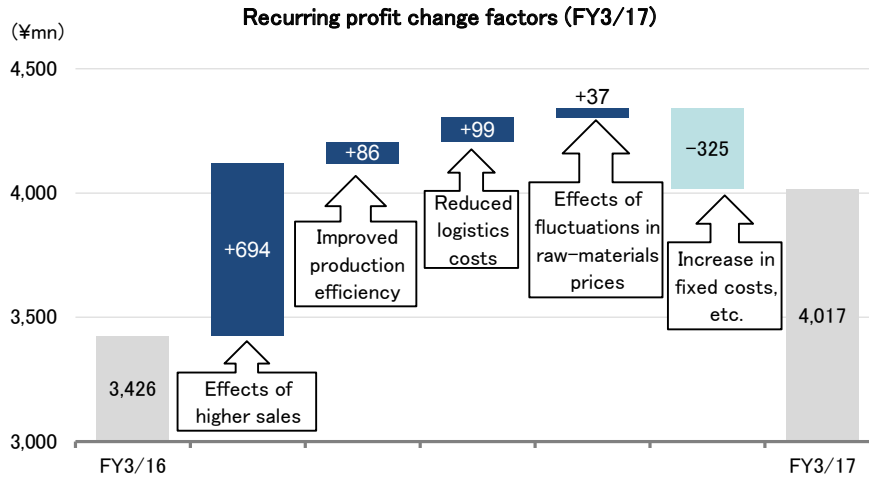 Recurring profit change factors (FY3/17)
(¥mn)
4,500
4,000
3,500
3,000
3,426
+694
+86
+99
+37
-325
4,017
Effects of
higher sales
Improved
production
efficiency
Reduced
logistics
costs
Effects of
fluctuations in
raw-materials
prices
Increase in
fixed costs,
etc.
FY3/16
FY3/17